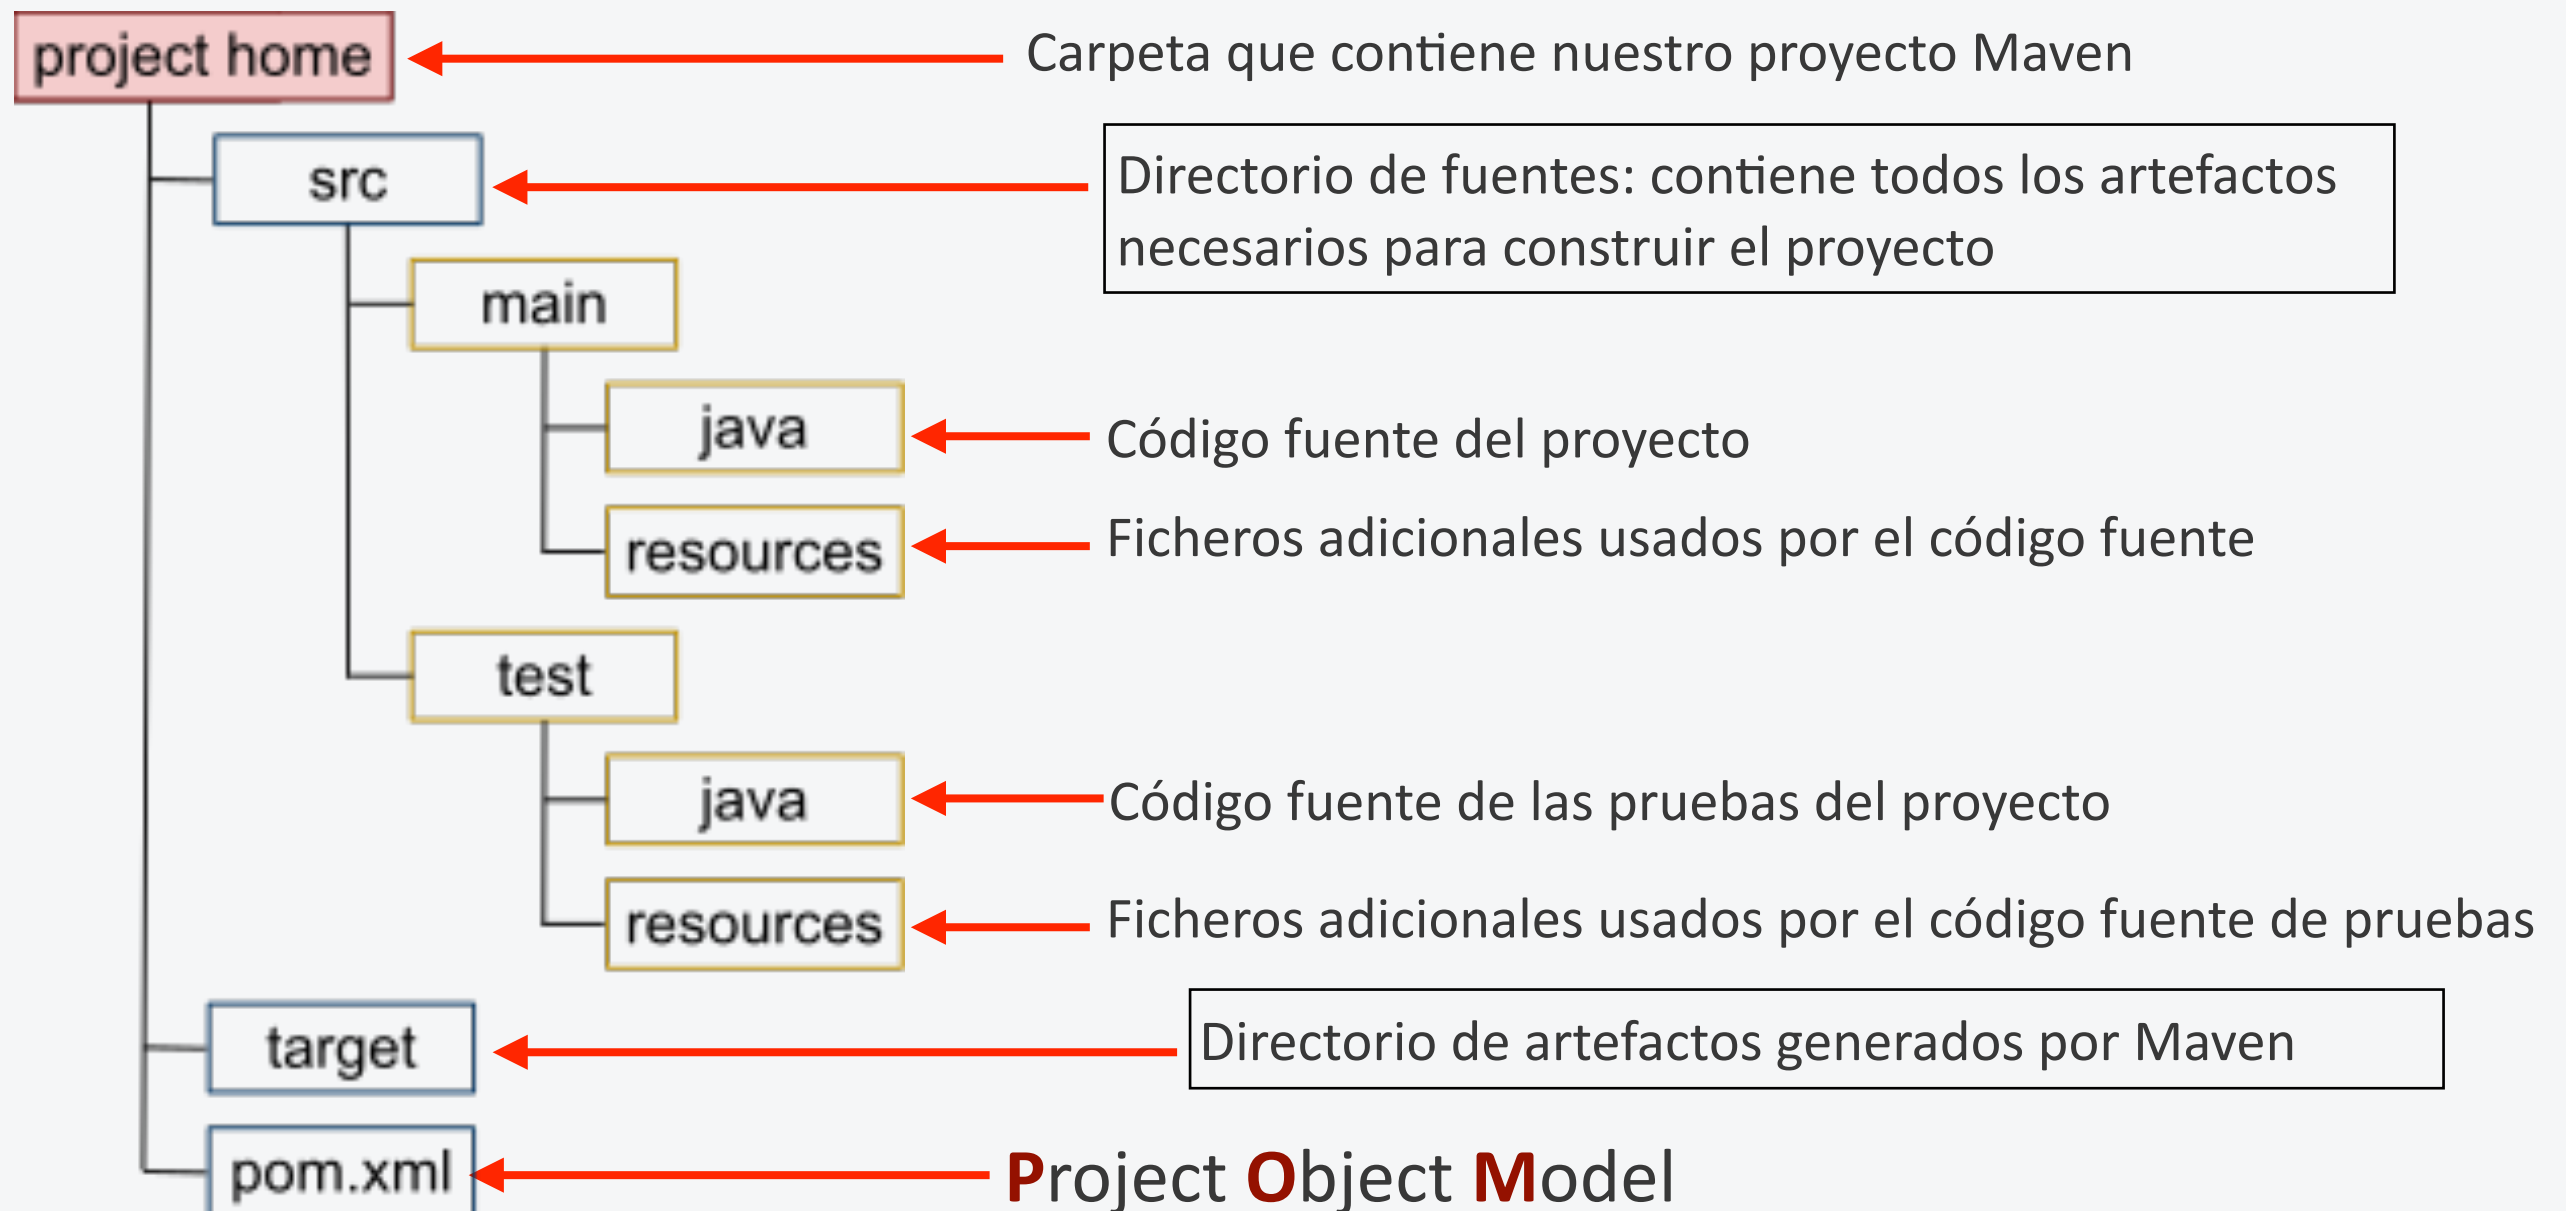 project home
Carpeta que contiene nuestro proyecto Maven
src
Directorio de fuentes: contiene todos los artefactos
necesarios para construir el proyecto
main
java
Código fuente del proyecto
resources
Ficheros adicionales usados por el código fuente
test
java
Código fuente de las pruebas del proyecto
resources
Ficheros adicionales usados por el código fuente de pruebas
target
Directorio de artefactos generados por Maven
pom.xml
Project Object Model